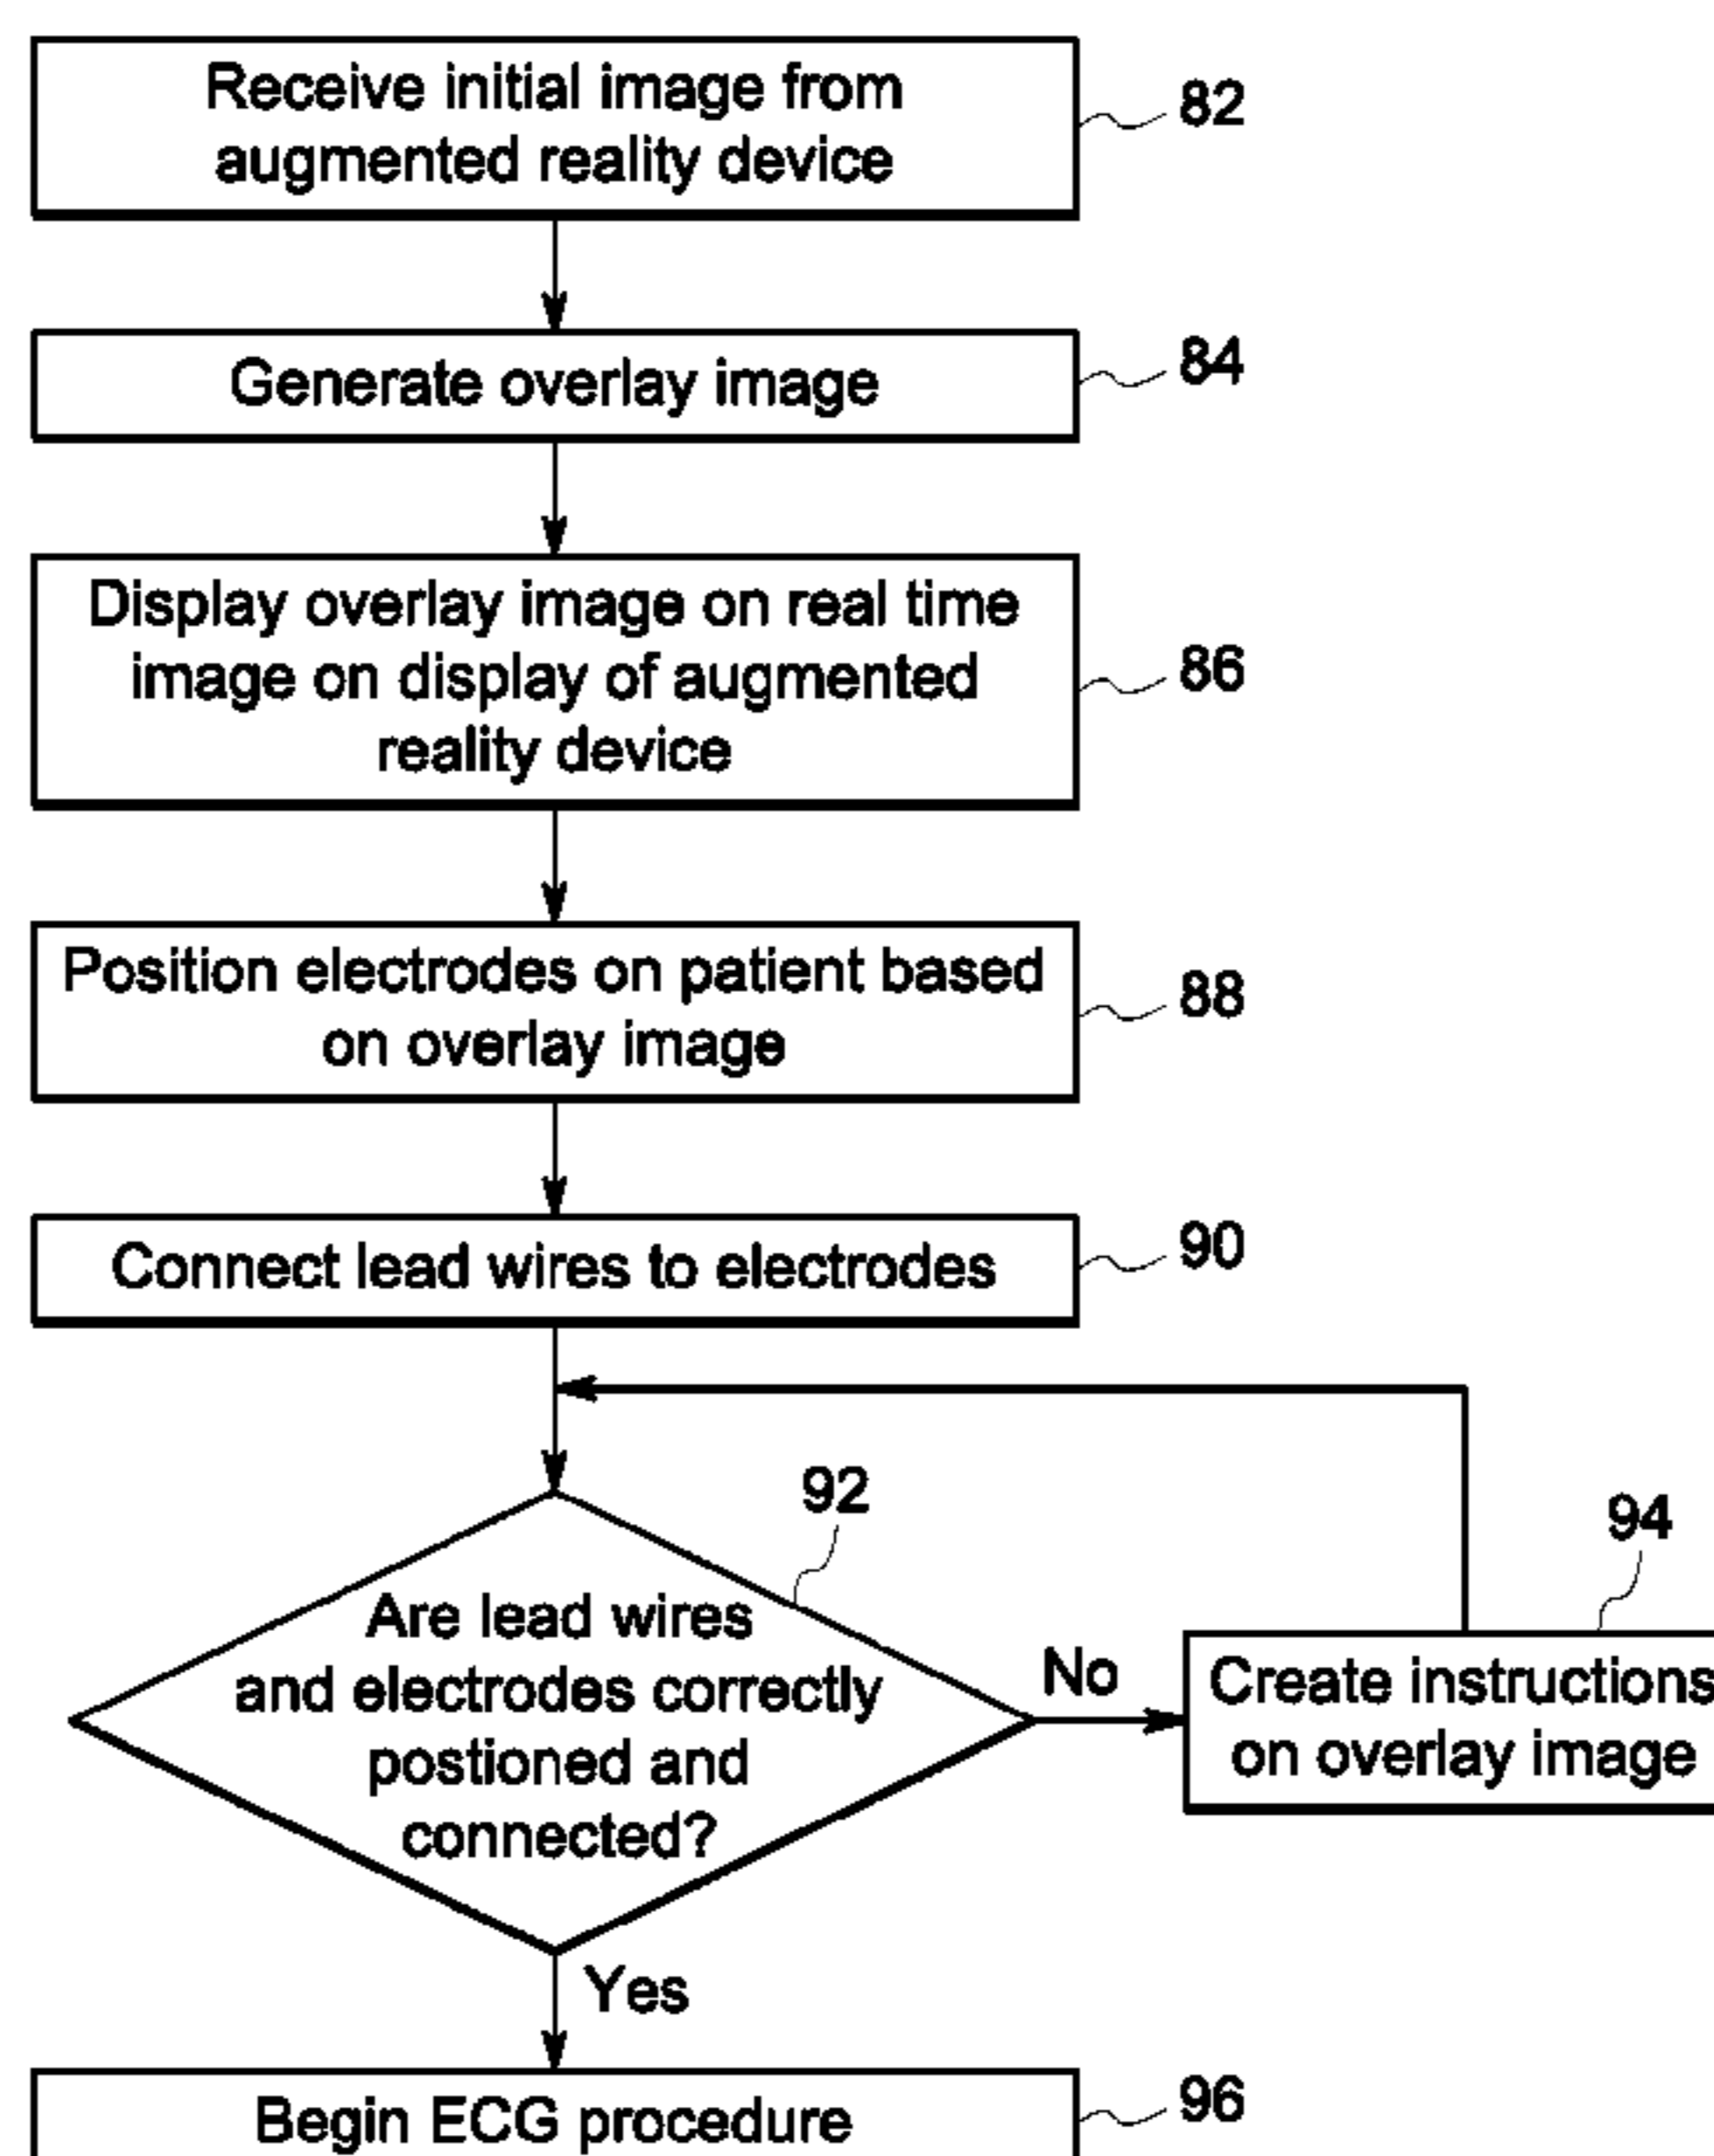 Receive initial image from
augmented reality device
82
Generate overlay image
84
Display overlay image on real time
image on display of augmented
reality device
86
Position electrodes on patient based
on overlay image
88
Connect lead wires to electrodes
90
92
Are lead wires
and electrodes correctly
postioned and
connected?
No
94
Create instructions
on overlay image
Yes
Begin ECG procedure
96